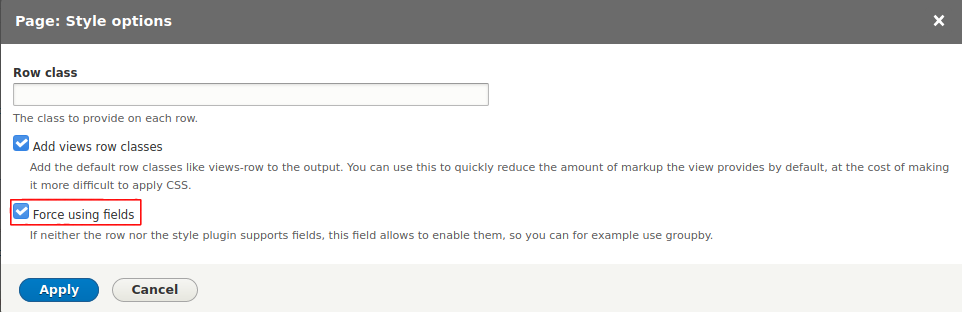 Page: Style options
Row class
The class to provide on each row.
Add views row classes
Add the default row classes like views-row to the output. You can use this to quickly reduce the amount of markup the view provides by default, at the cost of making
it more difficult to apply CSS.
Force using fields
If neither the row nor the style plugin supports fields, this field allows to enable them, so you can for example use groupby.
Apply
Cancel